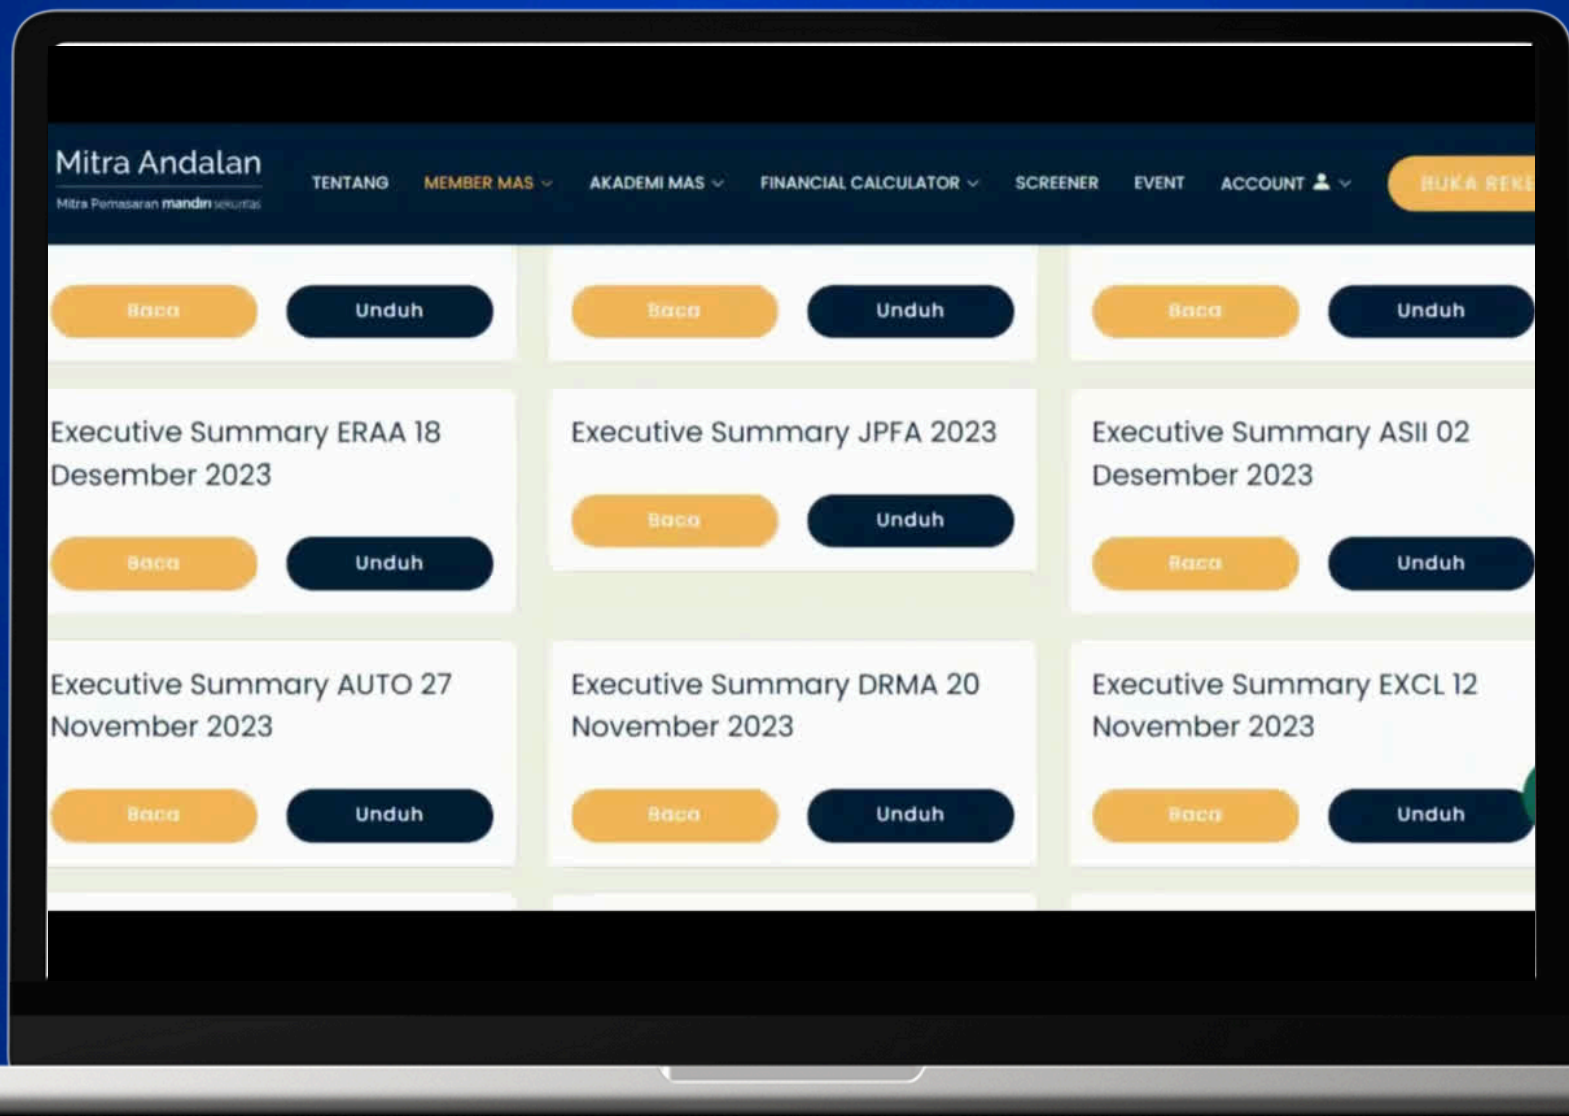 Mitra Andalan
Mitra Pemasaran mandiri sekuritas
TENTANG MEMBER MAS AKADEMI MAS FINANCIAL CALCULATOR SCREENER EVENT ACCOUNT BUKA REKE
Baca Unduh Baca Unduh Baca Unduh
Executive Summary ERAA 18
Desember 2023
Baca Unduh
Executive Summary JPFA 2023
Baca Unduh
Executive Summary ASII 02
Desember 2023
Baca Unduh
Executive Summary AUTO 27
November 2023
Baca Unduh
Executive Summary DRMA 20
November 2023
Baca Unduh
Executive Summary EXCL 12
November 2023
Baca Unduh